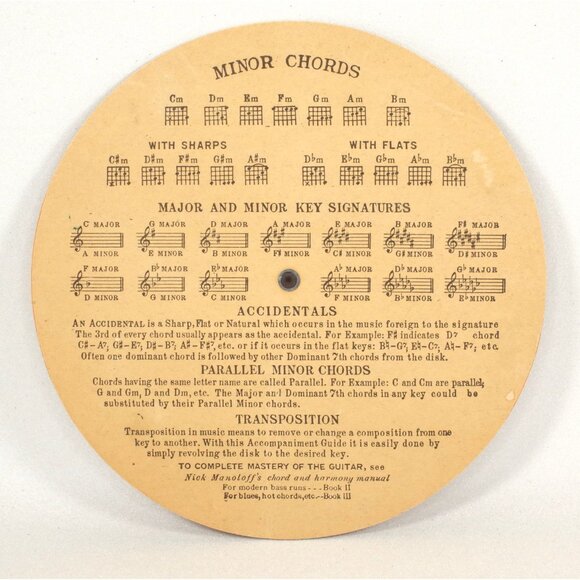 MINOR CHORDS
Cm Dm Em Fm Gm Am Bm
WITH SHARPS WITH FLATS
C♯m D♯m F♯m G♯m A♯m D♭m E♭m G♭m A♭m B♭m
MAJOR AND MINOR KEY SIGNATURES
C MAJOR G MAJOR D MAJOR A MAJOR E MAJOR B MAJOR F♯ MAJOR
A MINOR E MINOR B MINOR F♯ MINOR C♯ MINOR G♯ MINOR D♯ MINOR
F MAJOR B♭ MAJOR E♭ MAJOR A♭ MAJOR D♭ MAJOR G♭ MAJOR
D MINOR G MINOR C MINOR F MINOR B♭ MINOR E♭ MINOR
ACCIDENTALS
AN ACCIDENTAL is a Sharp, Flat or Natural which occurs in the music foreign to the signature
The 3rd of every chord usually appears as the accidental. For Example: F♯ indicates D7 chord
C♯-A7; G♯-E7; D♯-B7; A♯-F♯7, etc. or if it occurs in the flat keys: B♮-G7; E♮-C7; A♮-F7; etc.
Often one dominant chord is followed by other Dominant 7th chords from the disk.
PARALLEL MINOR CHORDS
Chords having the same letter name are called Parallel. For Example: C and Cm are parallel;
G and Gm, D and Dm, etc. The Major and Dominant 7th chords in any key could be
substituted by their Parallel Minor chords.
TRANSPOSITION
Transposition in music means to remove or change a composition from one
key to another. With this Accompaniment Guide it is easily done by
simply revolving the disk to the desired key.
TO COMPLETE MASTERY OF THE GUITAR, see
Nick Manoloff's chord and harmony manual
For modern bass runs - - - Book II
For blues, hot chords, etc. - Book III